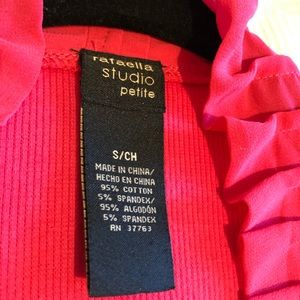 rafaella
studio
petite
S/CH
MADE IN CHINA/
HECHO EN CHINA
95% COTTON
5% SPANDEX/
95% ALGODÓN
5% SPANDEX
RN 37763